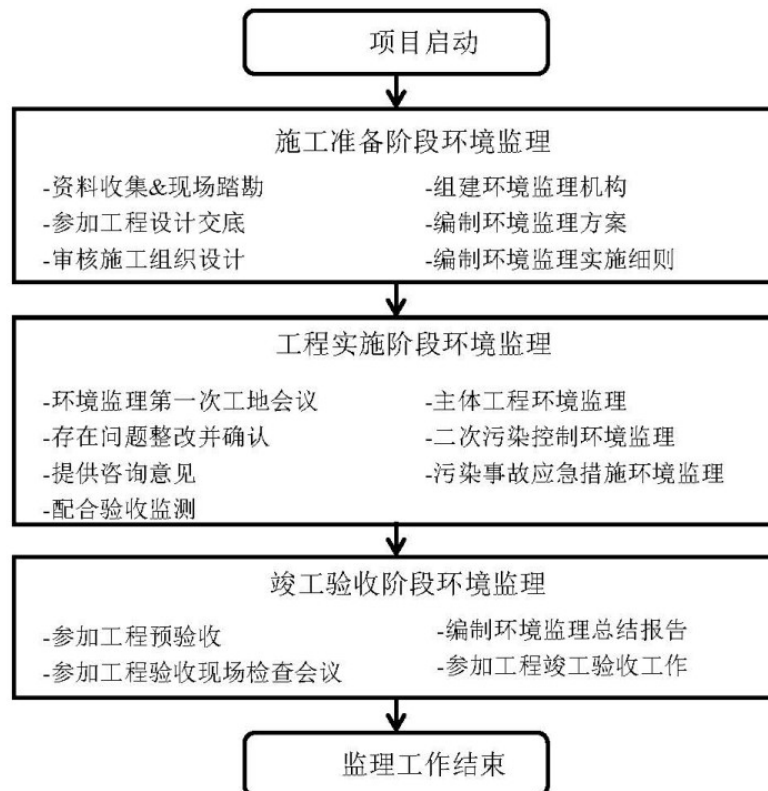 项目启动
施工准备阶段环境监理
-资料收集&现场踏勘
-组建环境监理机构
-参加工程设计交底
-编制环境监理方案
-审核施工组织设计
-编制环境监理实施细则
工程实施阶段环境监理
-环境监理第一次工地会议
-主体工程环境监理
-存在问题整改并确认
-二次污染控制环境监理
-提供咨询意见
-污染事故应急措施环境监理
-配合验收监测
竣工验收阶段环境监理
-参加工程预验收
-编制环境监理总结报告
-参加工程验收现场检查会议
-参加工程竣工验收工作
监理工作结束